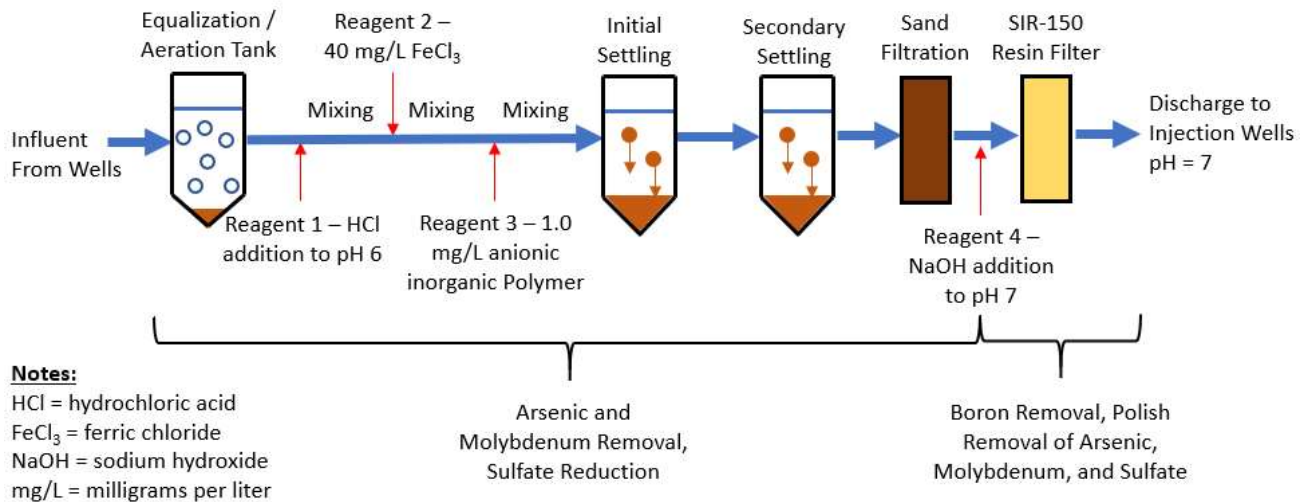 Equalization /
Aeration Tank
Reagent 2 –
40 mg/L FeCl₃
Initial
Settling
Secondary
Settling
Sand
Filtration
SIR-150
Resin Filter
Mixing
Mixing
Mixing
Influent
From Wells
Discharge to
Injection Wells
pH = 7
Reagent 1 – HCl
addition to pH 6
Reagent 3 – 1.0
mg/L anionic
inorganic Polymer
Reagent 4 –
NaOH addition
to pH 7
Notes:
HCl = hydrochloric acid
FeCl₃ = ferric chloride
NaOH = sodium hydroxide
mg/L = milligrams per liter
Arsenic and
Molybdenum Removal,
Sulfate Reduction
Boron Removal, Polish
Removal of Arsenic,
Molybdenum, and Sulfate